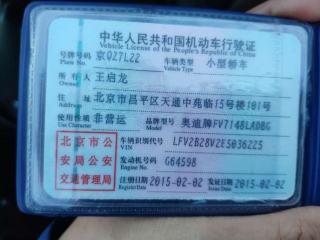 中华人民共和国机动车行驶证
Vehicle License of the People's Republic of China
号牌号码 京Q27L22 车辆类型 小型轿车
Plate No. Vehicle Type
所有人 王启龙
Owner
住址 北京市昌平区天通中苑临15号楼101号
Address
使用性质 非营运 品牌型号 奥迪牌FV7148LADBG
Use Character Model
北京市公安局公安交通管理局
车辆识别代号 LFV2B28V2E5036225
VIN
发动机号码 G64598
Engine No.
注册日期 2015-02-02 发证日期 2015-02-02
Register Date Issue Date